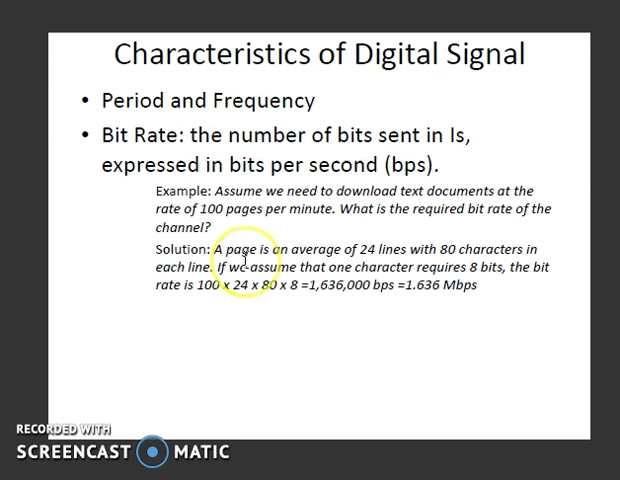 Characteristics of Digital Signal
• Period and Frequency
• Bit Rate: the number of bits sent in Is,
expressed in bits per second (bps).
Example: Assume we need to download text documents at the
rate of 100 pages per minute. What is the required bit rate of the
channel?
Solution: A page is an average of 24 lines with 80 characters in
each line. If wc-assume that one character requires 8 bits, the bit
rate is 100 x 24 x 80 x 8 =1,636,000 bps =1.636 Mbps
RECORDED WITH
SCREENCAST MATIC